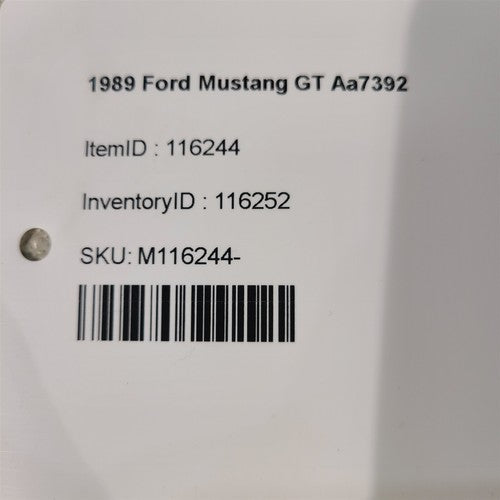 1989 Ford Mustang GT Aa7392
ItemID : 116244
InventoryID : 116252
SKU: M116244-